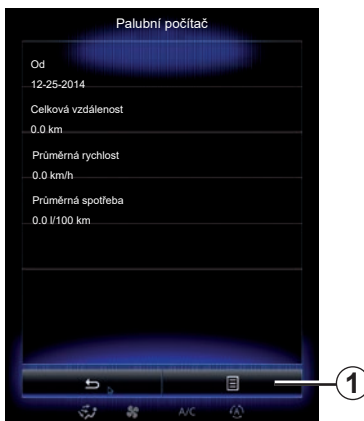 Palubní počítač
Od
12-25-2014
Celková vzdálenost
0.0 km
Průměrná rychlost
0.0 km/h
Průměrná spotřeba
0.0 l/100 km
1
A/C